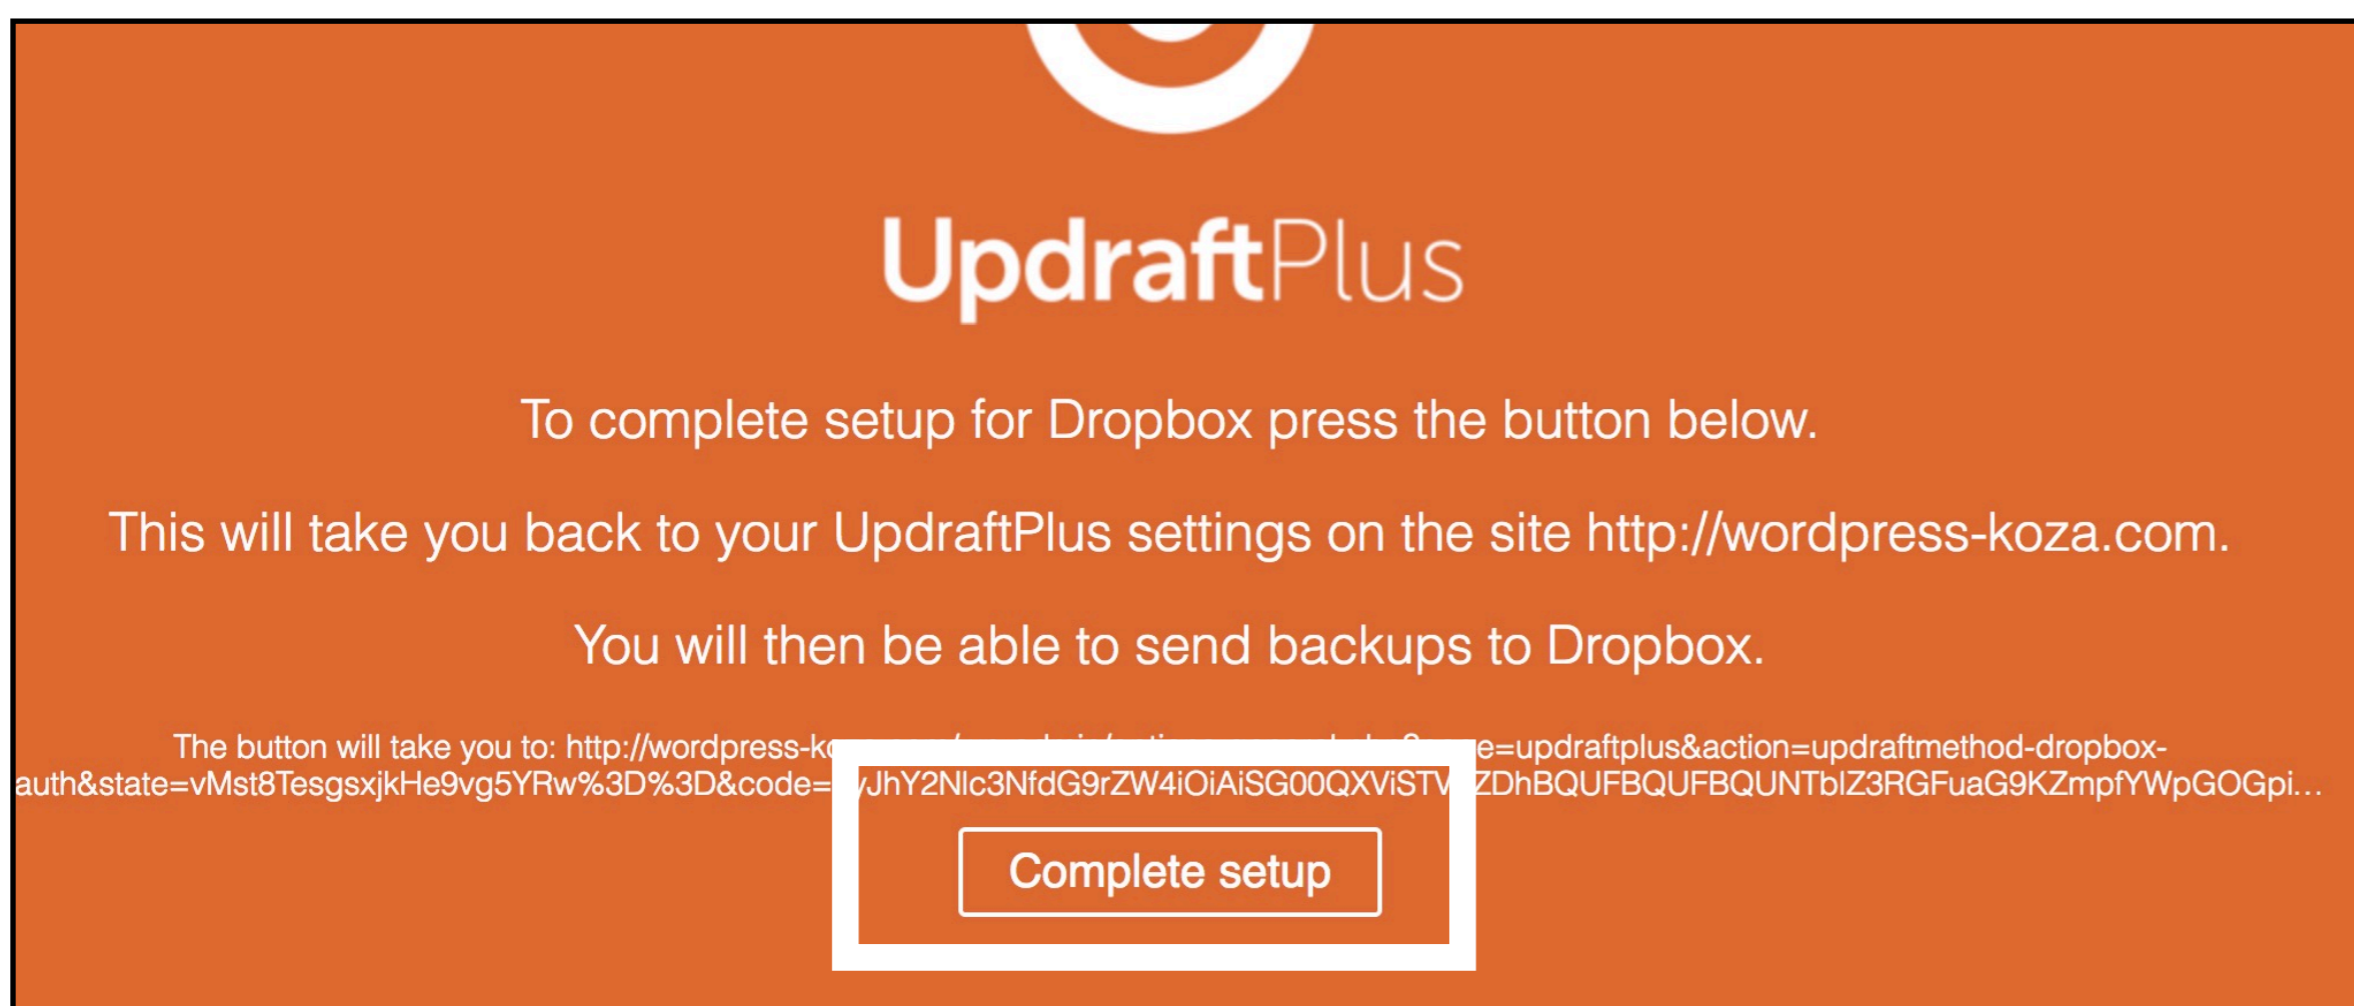 UpdraftPlus
To complete setup for Dropbox press the button below.
This will take you back to your UpdraftPlus settings on the site http://wordpress-koza.com.
You will then be able to send backups to Dropbox.
The button will take you to: http://wordpress-ko e=updraftplus&action=updraftmethod-dropbox-
auth&state=vMst8TesgsxjkHe9vg5YRw%3D%3D&code= yJhY2Nlc3NfdG9rZW4iOiAiSG00QXViSTV ZDhBQUFBQUFBQUNTblZ3RGFuaG9KZmpfYWpGOGpi...
Complete setup